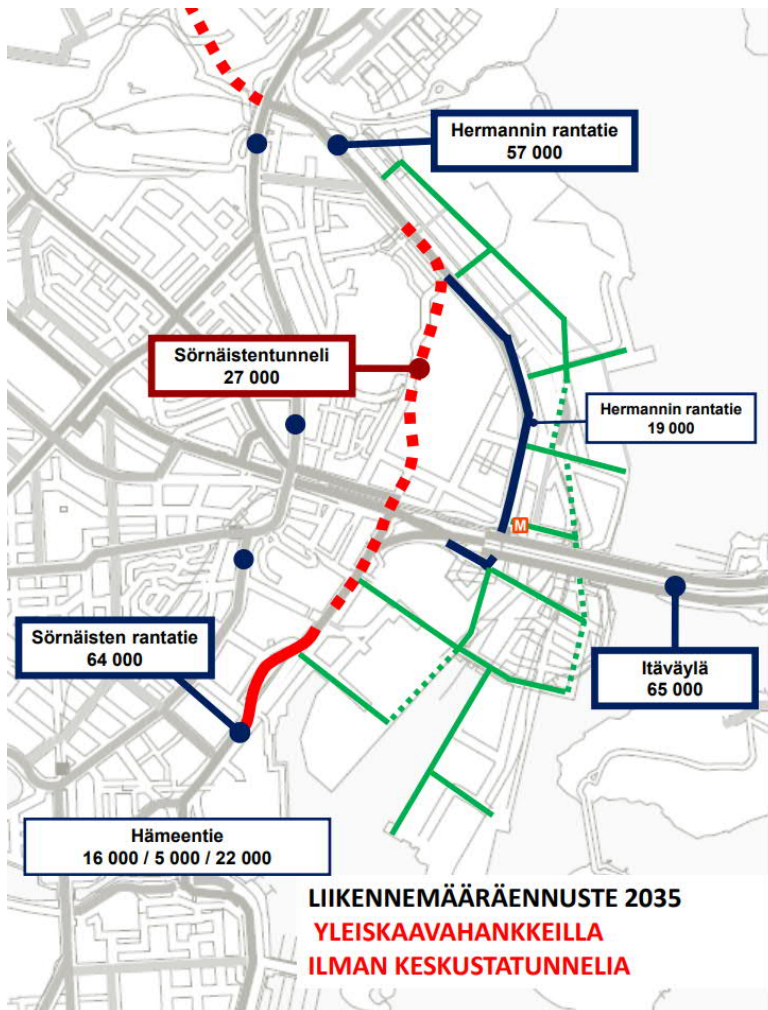 Hermannin rantatie
57 000
Sörnäistentunneli
27 000
Hermannin rantatie
19 000
M
Sörnäisten rantatie
64 000
Itäväylä
65 000
Hämeentie
16 000 / 5 000 / 22 000
LIIKENNEMÄÄRÄENNUSTE 2035
YLEISKAAVAHANKKEILLA
ILMAN KESKUSTATUNNELIA